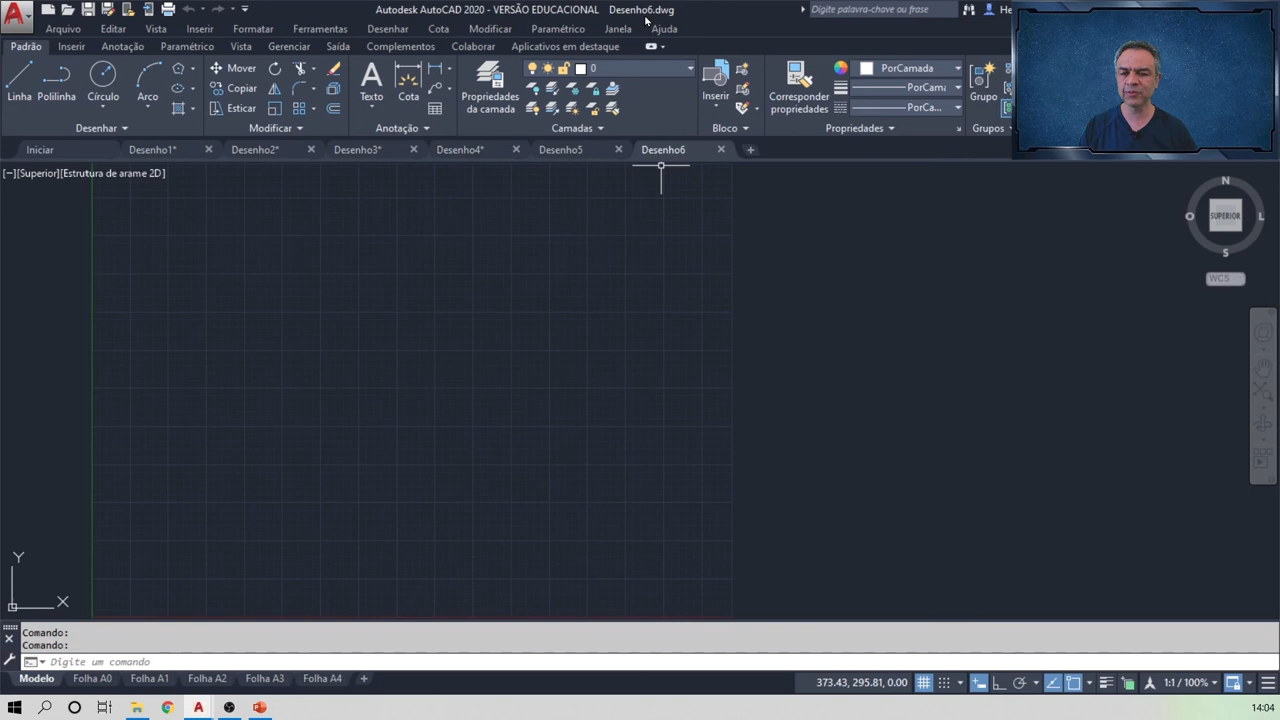 Autodesk AutoCAD 2020 - VERSÃO EDUCACIONAL Desenho6.dwg
Digite palavra-chave ou frase
He
Arquivo Editar Vista Inserir Formatar Ferramentas Desenhar Cota Modificar Paramétrico Janela Ajuda
Padrão Inserir Anotação Paramétrico Vista Gerenciar Saída Complementos Colaborar Aplicativos em destaque
Mover 0 PorCamada
Linha Polilinha Círculo Arco Copiar Texto Cota Propriedades da camada Inserir Corresponder propriedades PorCama Grupo
Esticar PorCa...
Desenhar Modificar Anotação Camadas Bloco Propriedades Grupos
Iniciar Desenho1* Desenho2* Desenho3* Desenho4* Desenho5 Desenho6
[−][Superior][Estrutura de arame 2D]
N
O SUPERIOR L
S
WCS
Y
X
Comando:
Comando:
Digite um comando
Modelo Folha A0 Folha A1 Folha A2 Folha A3 Folha A4
373.43, 295.81, 0.00 1:1 / 100%
14:04